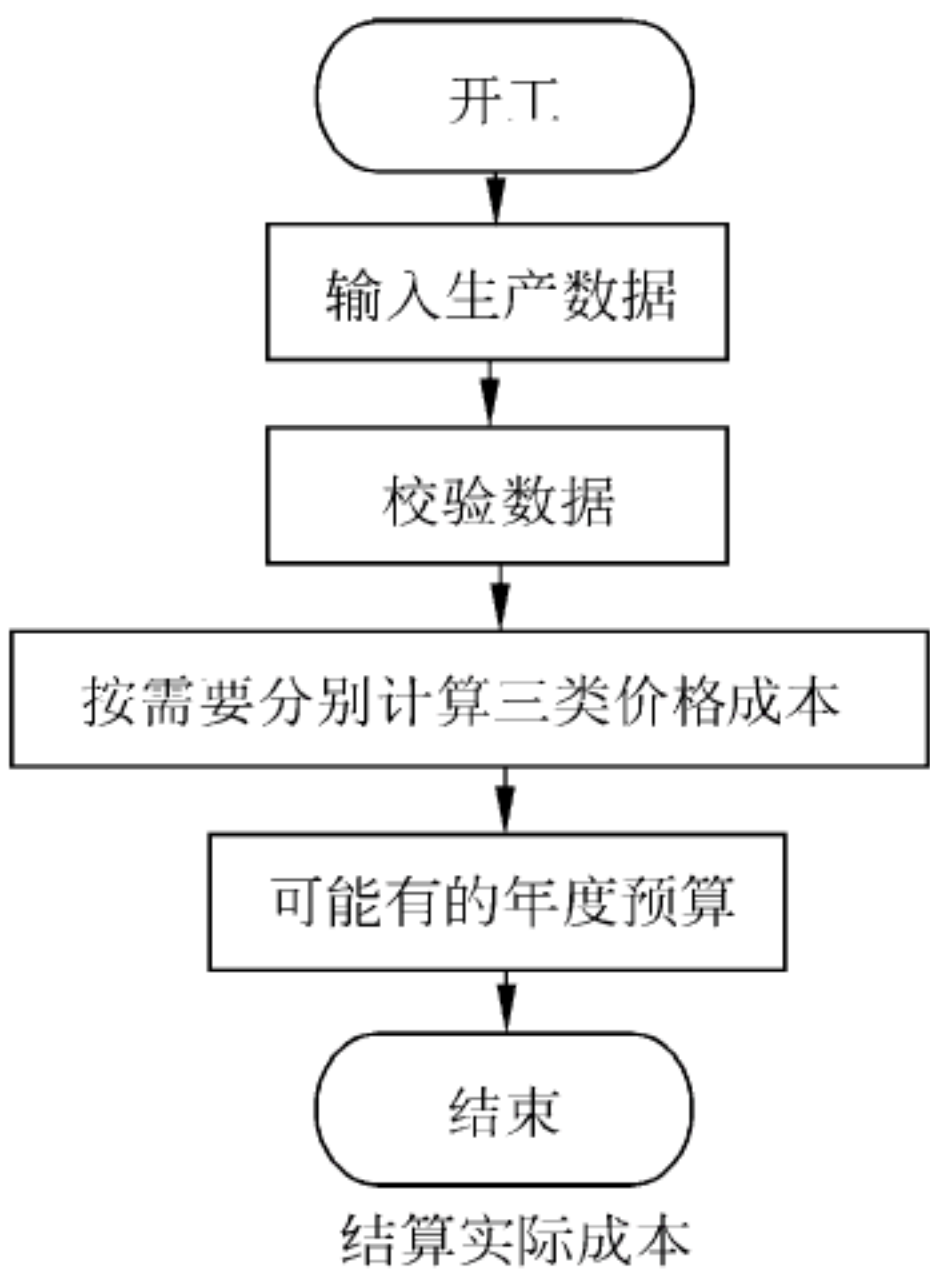 开工
输入生产数据
校验数据
按需要分别计算三类价格成本
可能有的年度预算
结束
结算实际成本